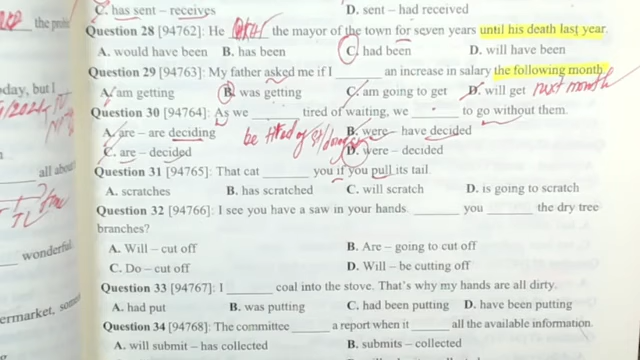 C. has sent - receives D. sent - had received
Question 28 [94762]: He the mayor of the town for seven years until his death last year.
A. would have been B. has been C. had been D. will have been
Question 29 [94763]: My father asked me if I ______ an increase in salary the following month.
A. am getting B. was getting C. am going to get D. will get next month
Question 30 [94764]: As we ______ tired of waiting, we ______ to go without them.
A. are – are deciding B. were – have decided
be tired of
C. are – decided D. were – decided
Question 31 [94765]: That cat ______ you if you pull its tail.
A. scratches B. has scratched C. will scratch D. is going to scratch
all about
Question 32 [94766]: I see you have a saw in your hands. ______ you ______ the dry tree
branches?
A. Will – cut off B. Are – going to cut off
wonderful
C. Do – cut off D. Will – be cutting off
Question 33 [94767]: I ______ coal into the stove. That's why my hands are all dirty.
A. had put B. was putting C. had been putting D. have been putting
Question 34 [94768]: The committee ______ a report when it ______ all the available information.
A. will submit – has collected B. submits – collected